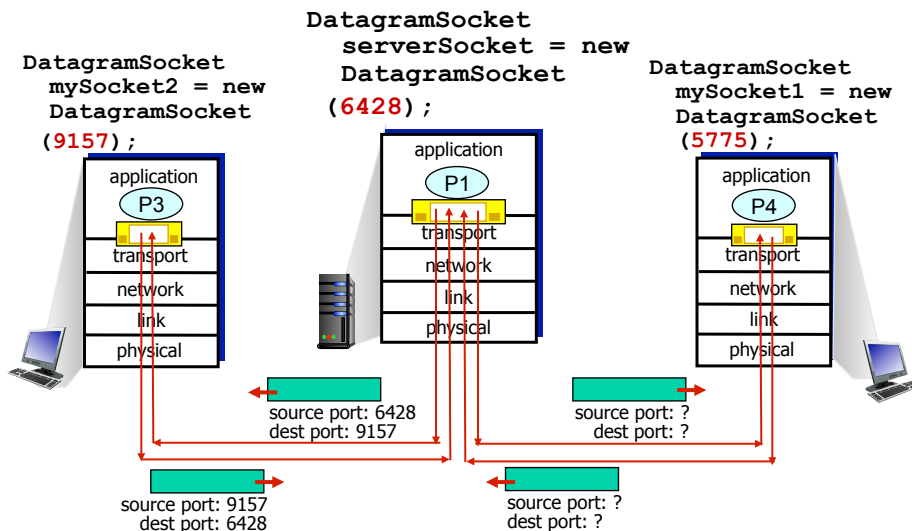 DatagramSocket
mySocket2 = new
DatagramSocket
(9157);
DatagramSocket
serverSocket = new
DatagramSocket
(6428);
DatagramSocket
mySocket1 = new
DatagramSocket
(5775);
application
P3
transport
network
link
physical
application
P1
transport
network
link
physical
application
P4
transport
network
link
physical
source port: 6428
dest port: 9157
source port: ?
dest port: ?
source port: 9157
dest port: 6428
source port: ?
dest port: ?